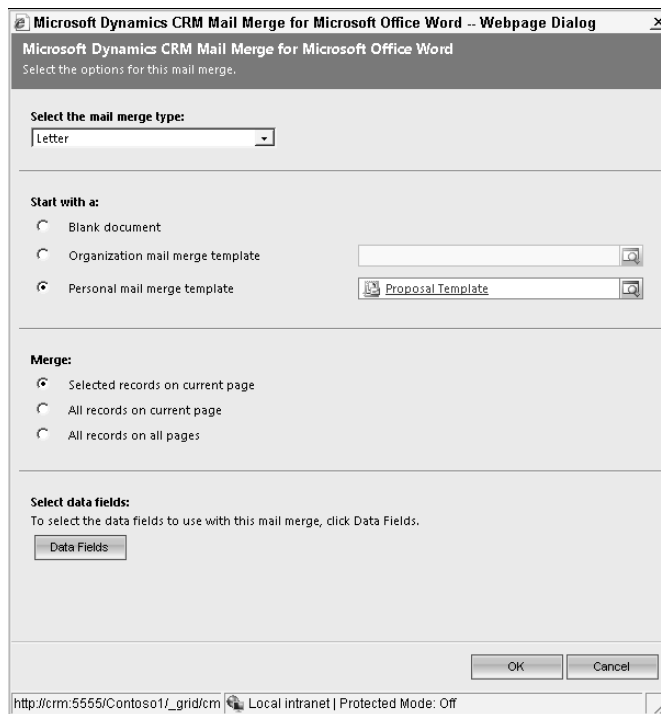 Microsoft Dynamics CRM Mail Merge for Microsoft Office Word -- Webpage Dialog
Microsoft Dynamics CRM Mail Merge for Microsoft Office Word
Select the options for this mail merge.
Select the mail merge type:
Letter
Start with a:
Blank document
Organization mail merge template
Personal mail merge template Proposal Template
Merge:
Selected records on current page
All records on current page
All records on all pages
Select data fields:
To select the data fields to use with this mail merge, click Data Fields.
Data Fields
OK Cancel
http://crm:5555/Contoso1/_grid/cm Local intranet | Protected Mode: Off